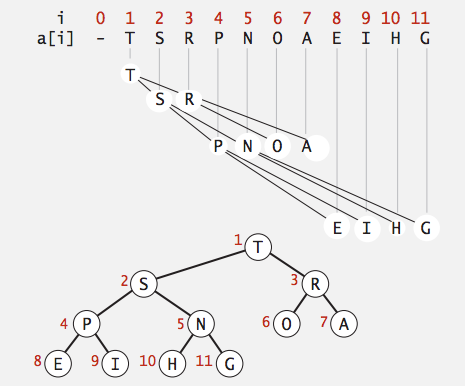 i 0 1 2 3 4 5 6 7 8 9 10 11
a[i] - T S R P N O A E I H G
T
S R
P N O A
E I H G
1 T
2 S 3 R
4 P 5 N 6 O 7 A
8 E 9 I 10 H 11 G